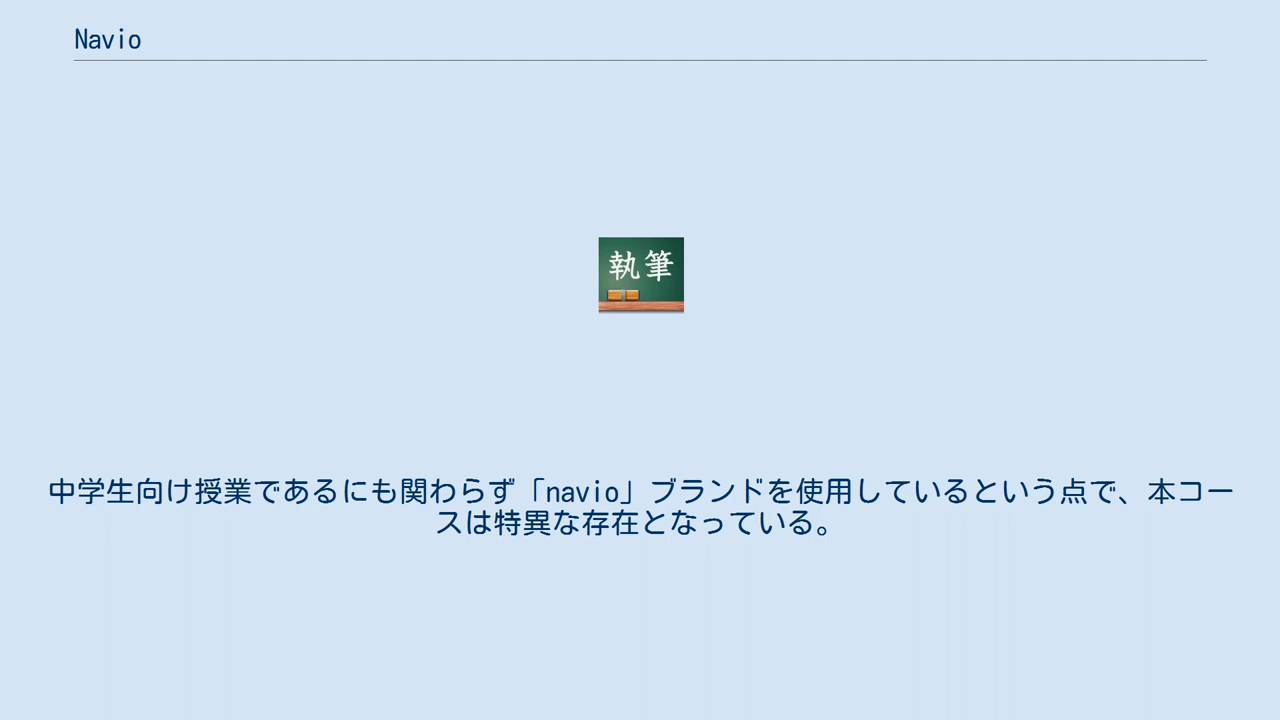 Navio
執筆
中学生向け授業であるにも関わらず「navio」ブランドを使用しているという点で、本コー
スは特異な存在となっている。